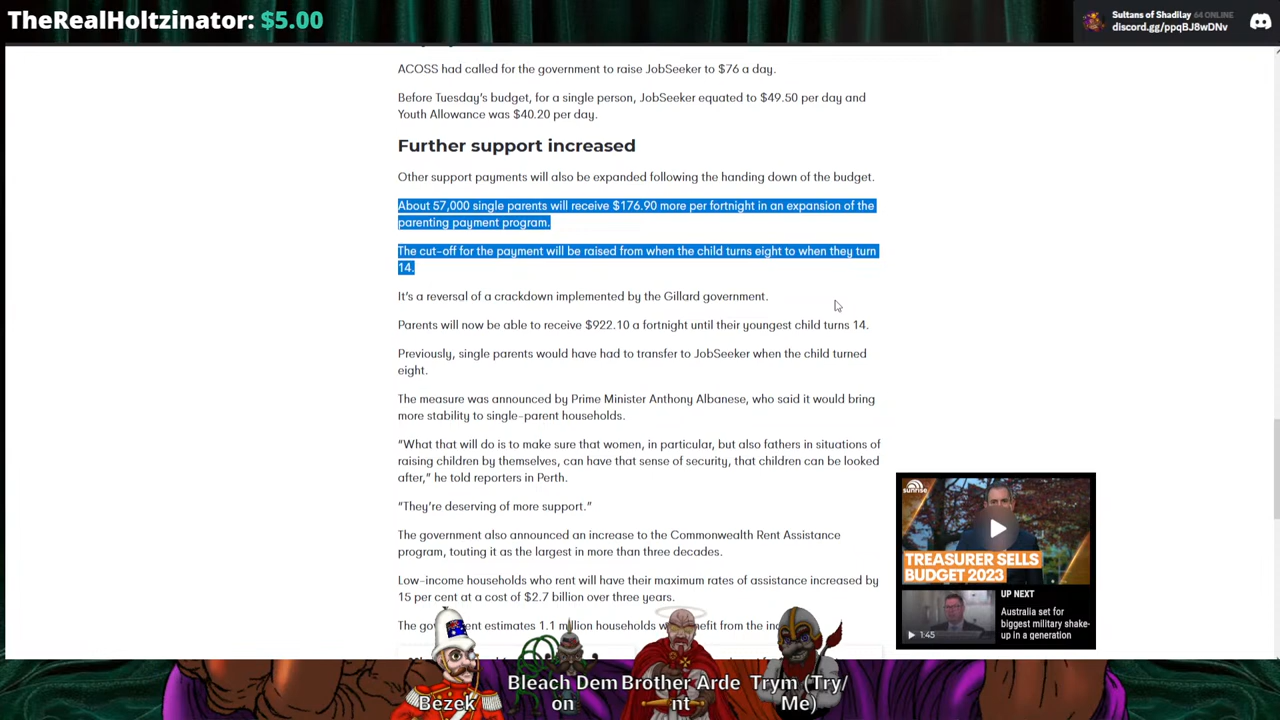 TheRealHoltzinator: $5.00
Sultans of Shadilay 64 ONLINE
discord.gg/ppqBJ8wDNv
ACOSS had called for the government to raise JobSeeker to $76 a day.
Before Tuesday's budget, for a single person, JobSeeker equated to $49.50 per day and
Youth Allowance was $40.20 per day.
Further support increased
Other support payments will also be expanded following the handing down of the budget.
About 57,000 single parents will receive $176.90 more per fortnight in an expansion of the
parenting payment program.
The cut-off for the payment will be raised from when the child turns eight to when they turn
14.
It's a reversal of a crackdown implemented by the Gillard government.
Parents will now be able to receive $922.10 a fortnight until their youngest child turns 14.
Previously, single parents would have had to transfer to JobSeeker when the child turned
eight.
The measure was announced by Prime Minister Anthony Albanese, who said it would bring
more stability to single-parent households.
“What that will do is to make sure that women, in particular, but also fathers in situations of
raising children by themselves, can have that sense of security, that children can be looked
after,” he told reporters in Perth.
“They're deserving of more support.”
The government also announced an increase to the Commonwealth Rent Assistance
program, touting it as the largest in more than three decades.
Low-income households who rent will have their maximum rates of assistance increased by
15 per cent at a cost of $2.7 billion over three years.
The estimates 1.1 million households from the
sunrise
TREASURER SELLS
BUDGET 2023
UP NEXT
Australia set for
biggest military shake-
up in a generation
1:45
Bezek
Bleach Dem
on
Brother Arde
nt
Trym (Try/
Me)